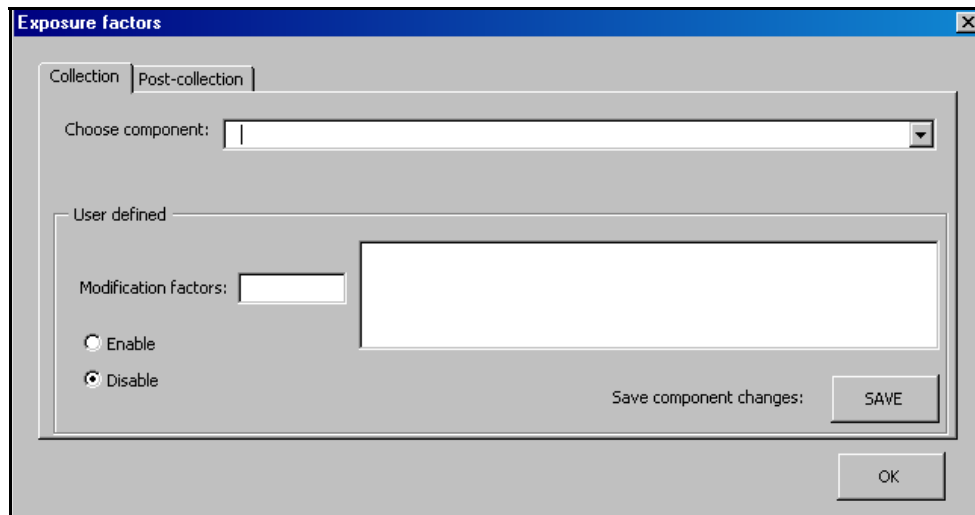 Exposure factors
Collection
Post-collection
Choose component:
User defined
Modification factors:
Enable
Disable
Save component changes:
SAVE
OK